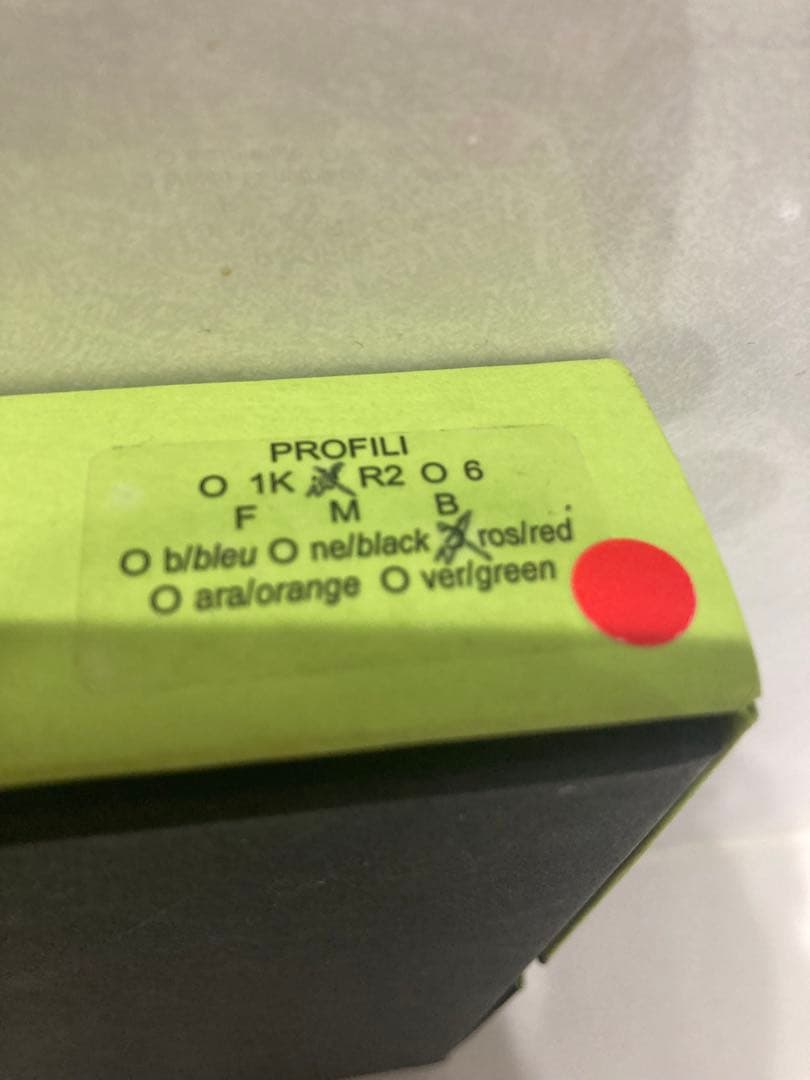 PROFILI
O 1K R2 O 6
F M B
O b/bleu O ne/black ros/red
O ara/orange O ver/green